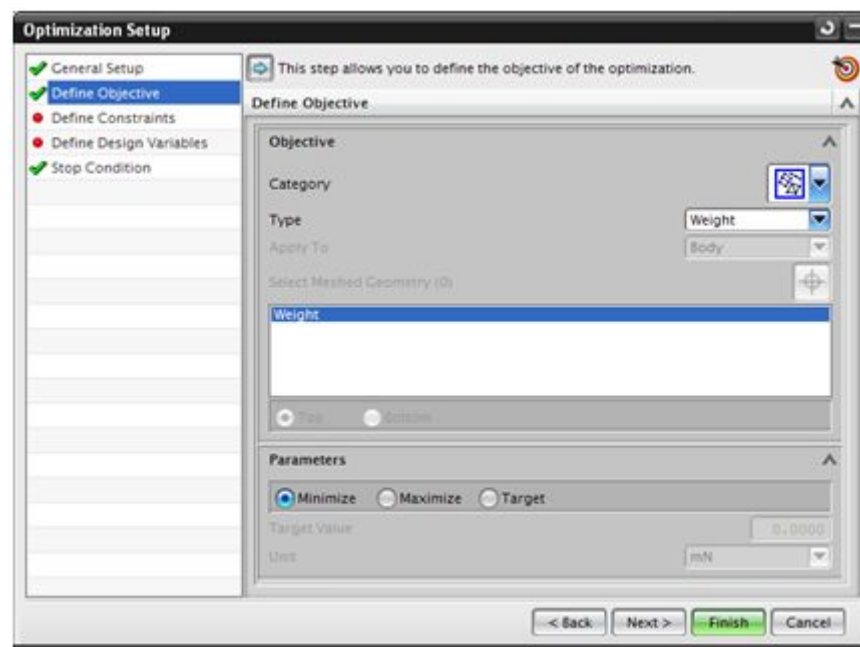 Optimization Setup
General Setup
Define Objective
Define Constraints
Define Design Variables
Stop Condition
This step allows you to define the objective of the optimization.
Define Objective
Objective
Category
Type Weight
Apply To Body
Select Meshed Geometry (0)
Weight
Top Bottom
Parameters
Minimize Maximize Target
Target Value 0.0000
Unit mN
< Back Next > Finish Cancel